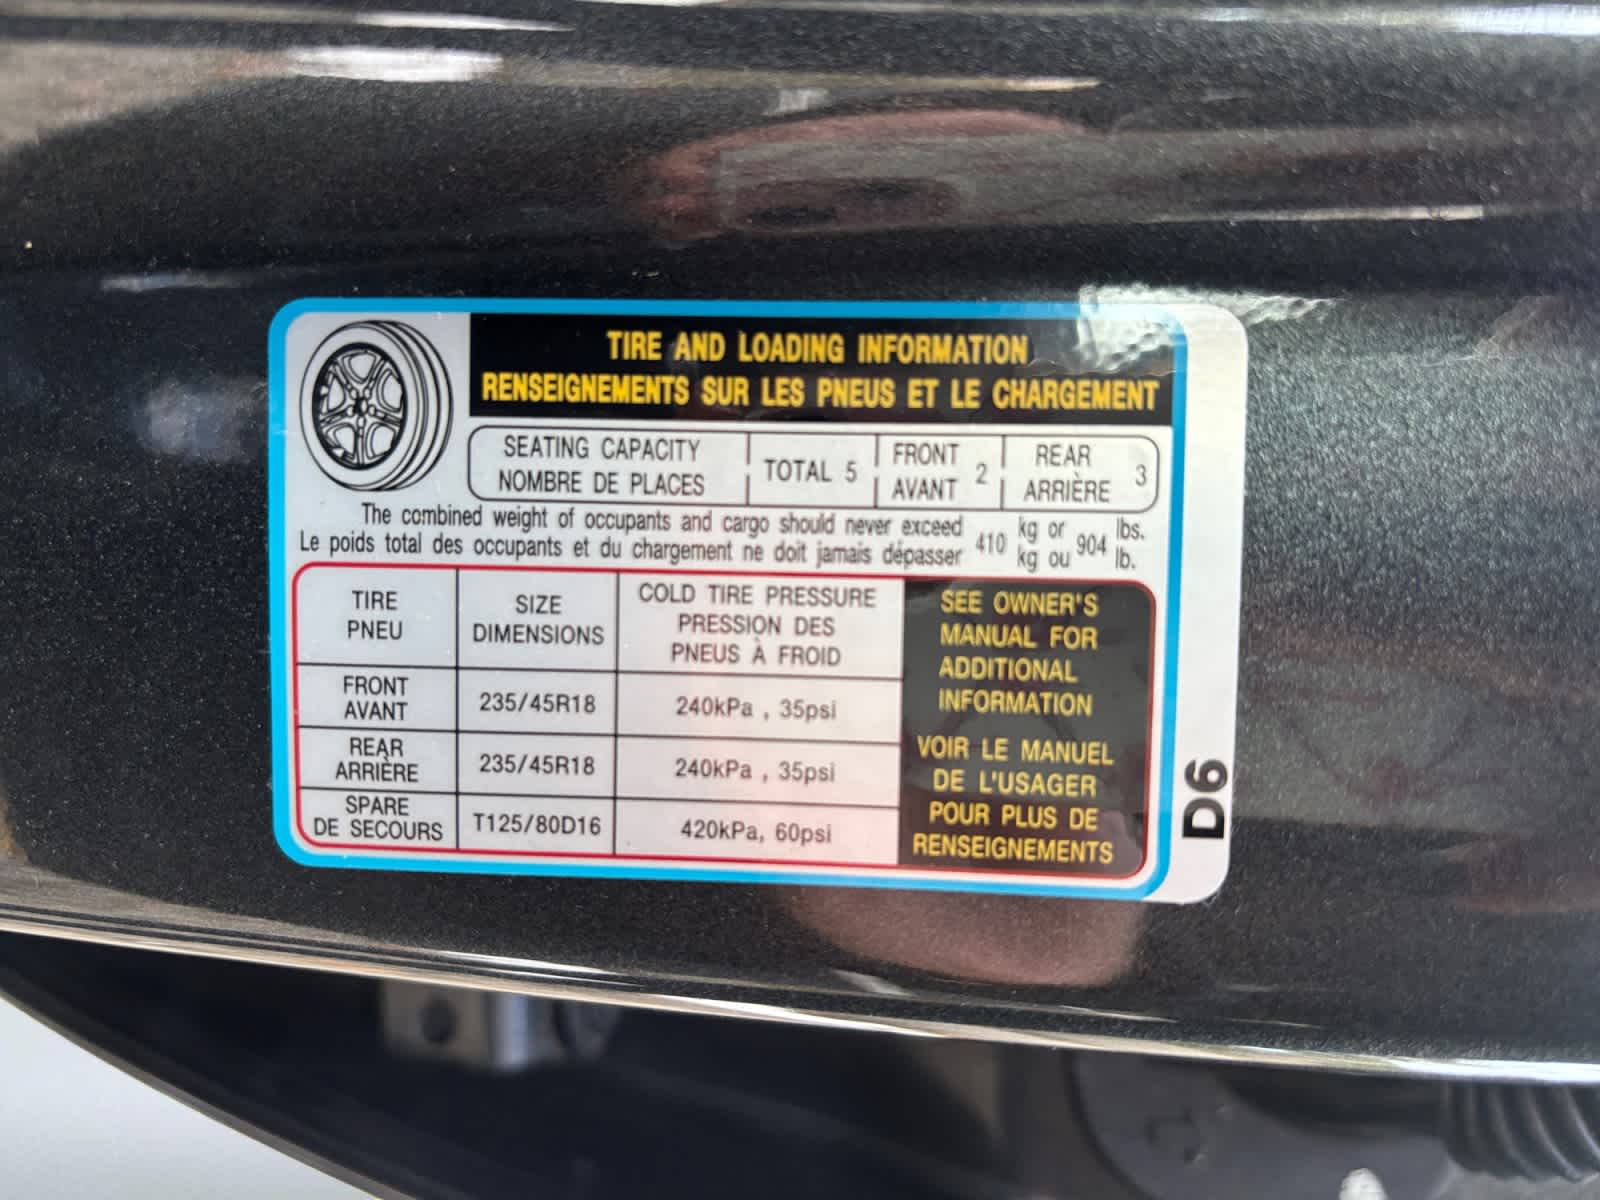 TIRE AND LOADING INFORMATION
RENSEIGNEMENTS SUR LES PNEUS ET LE CHARGEMENT
SEATING CAPACITY
NOMBRE DE PLACES
TOTAL 5
FRONT
AVANT
2
REAR
ARRIÈRE
3
The combined weight of occupants and cargo should never exceed
Le poids total des occupants et du chargement ne doit jamais dépasser
410
kg or
kg ou
904
lbs.
lb.
TIRE
PNEU
SIZE
DIMENSIONS
COLD TIRE PRESSURE
PRESSION DES
PNEUS À FROID
FRONT
AVANT
235/45R18
240kPa , 35psi
REAR
ARRIÈRE
235/45R18
240kPa , 35psi
SPARE
DE SECOURS
T125/80D16
420kPa, 60psi
SEE OWNER'S
MANUAL FOR
ADDITIONAL
INFORMATION
VOIR LE MANUEL
DE L'USAGER
POUR PLUS DE
RENSEIGNEMENTS
D6